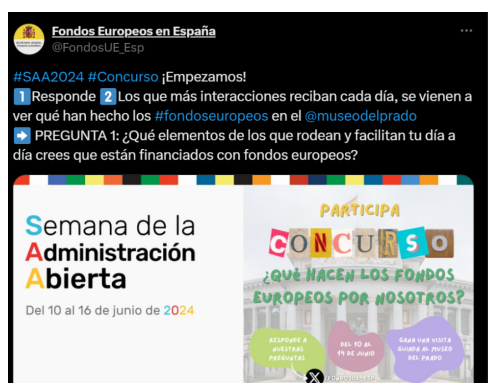 Fondos Europeos en España
@FondosUE_Esp
#SAA2024 #Concurso ¡Empezamos!
1 Responde 2 Los que más interacciones reciban cada día, se vienen a
ver qué han hecho los #fondoseuropeos en el @museodelprado
➡ PREGUNTA 1: ¿Qué elementos de los que rodean y facilitan tu día a
día crees que están financiados con fondos europeos?
Semana de la
Administración
Abierta
Del 10 al 16 de junio de 2024
PARTICIPA
CONCURSO
¿QUÉ HACEN LOS FONDOS
EUROPEOS POR NOSOTROS?
RESPONDE A
NUESTRAS
PREGUNTAS
DEL 10 AL
14 DE JUNIO
GANA UNA VISITA
GUIADA AL MUSEO
DEL PRADO
@FONDOSUE_ESP